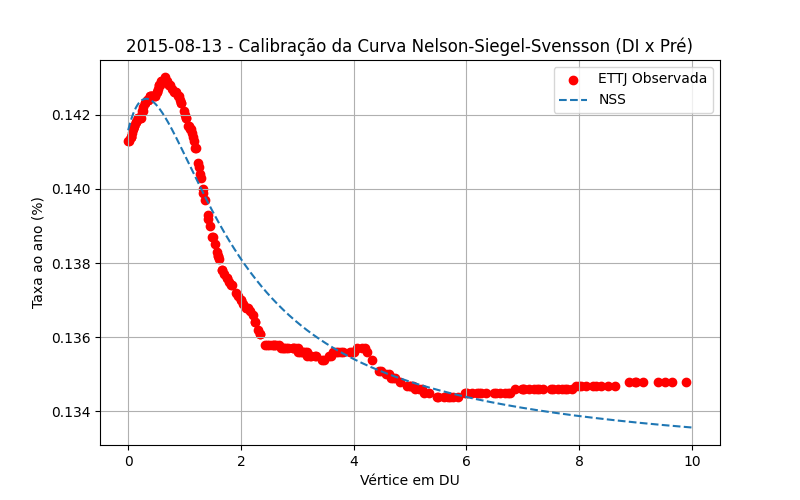 2015-08-13 - Calibração da Curva Nelson-Siegel-Svensson (DI x Pré)
ETTJ Observada
NSS
Taxa ao ano (%)
0.142
0.140
0.138
0.136
0.134
0 2 4 6 8 10
Vértice em DU